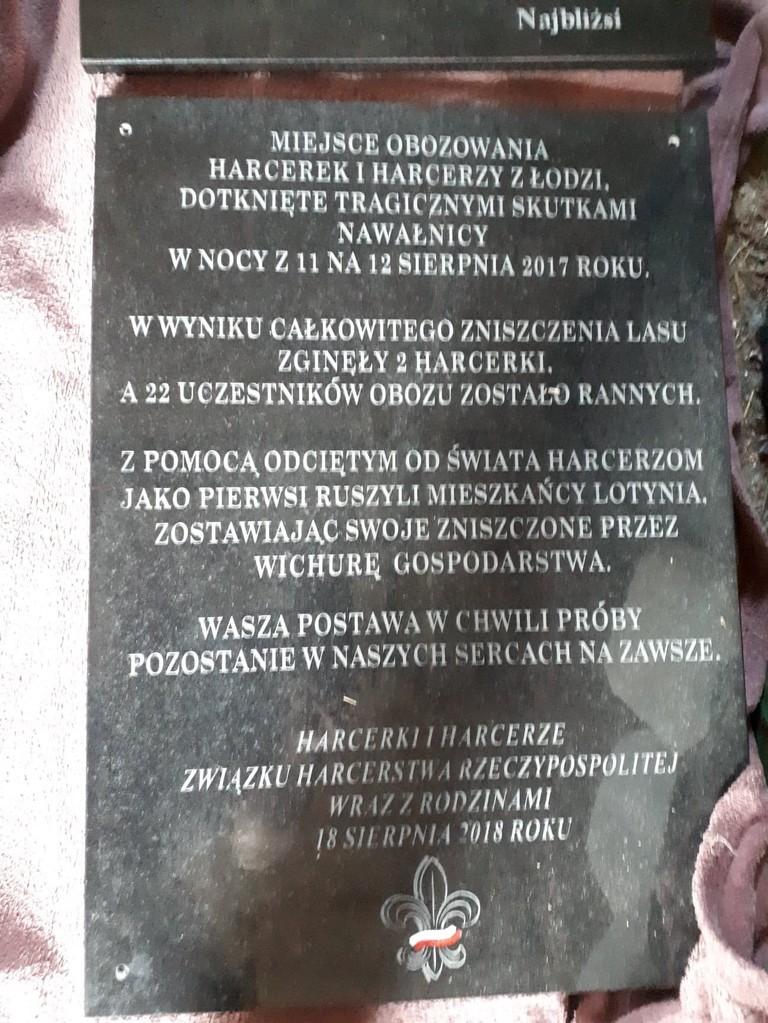 Najbliżsi
MIEJSCE OBOZOWANIA
HARCEREK I HARCERZY Z ŁODZI.
DOTKNIĘTE TRAGICZNYMI SKUTKAMI
NAWAŁNICY
W NOCY Z 11 NA 12 SIERPNIA 2017 ROKU.
W WYNIKU CAŁKOWITEGO ZNISZCZENIA LASU
ZGINĘŁY 2 HARCERKI.
A 22 UCZESTNIKÓW OBOZU ZOSTAŁO RANNYCH.
Z POMOCĄ ODCIĘTYM OD ŚWIATA HARCERZOM
JAKO PIERWSI RUSZYLI MIESZKAŃCY LOTYNIA.
ZOSTAWIAJĄC SWOJE ZNISZCZONE PRZEZ
WICHURĘ GOSPODARSTWA.
WASZA POSTAWA W CHWILI PRÓBY
POZOSTANIE W NASZYCH SERCACH NA ZAWSZE.
HARCERKI I HARCERZE
ZWIĄZKU HARCERSTWA RZECZYPOSPOLITEJ
WRAZ Z RODZINAMI
18 SIERPNIA 2018 ROKU